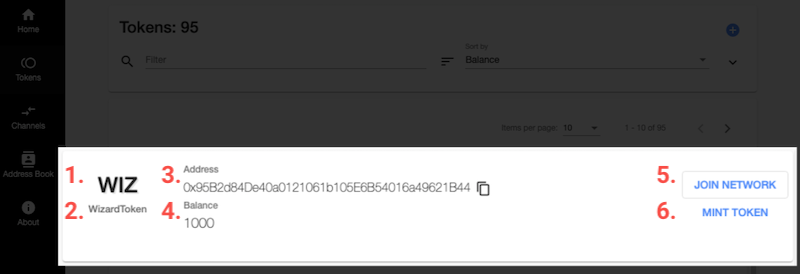 Home
Tokens
Channels
Address Book
About
Tokens: 95
Filter
Sort by
Balance
items per page: 10
1 - 10 of 95
1. WIZ
2. WizardToken
3. Address
0x95B2d84De40a0121061b105E6B54016a49621B44
4. Balance
1000
5. JOIN NETWORK
6. MINT TOKEN